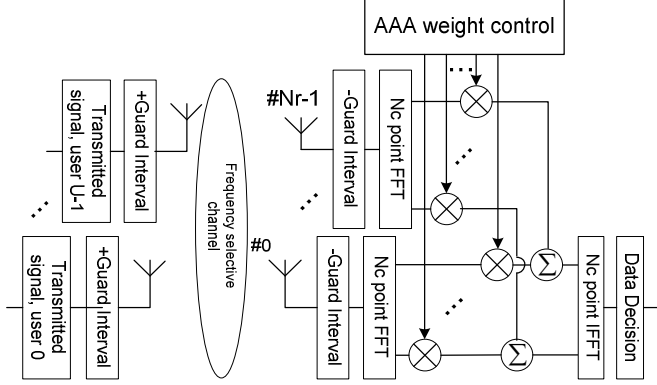 AAA weight control
Transmitted
signal, user U-1
+Guard Interval
#Nr-1
-Guard Interval
Nc point FFT
Frequency selective
channel
Transmitted
signal, user 0
+Guard Interval
#0
-Guard Interval
Nc point FFT
Σ
Σ
Nc point IFFT
Data Decision